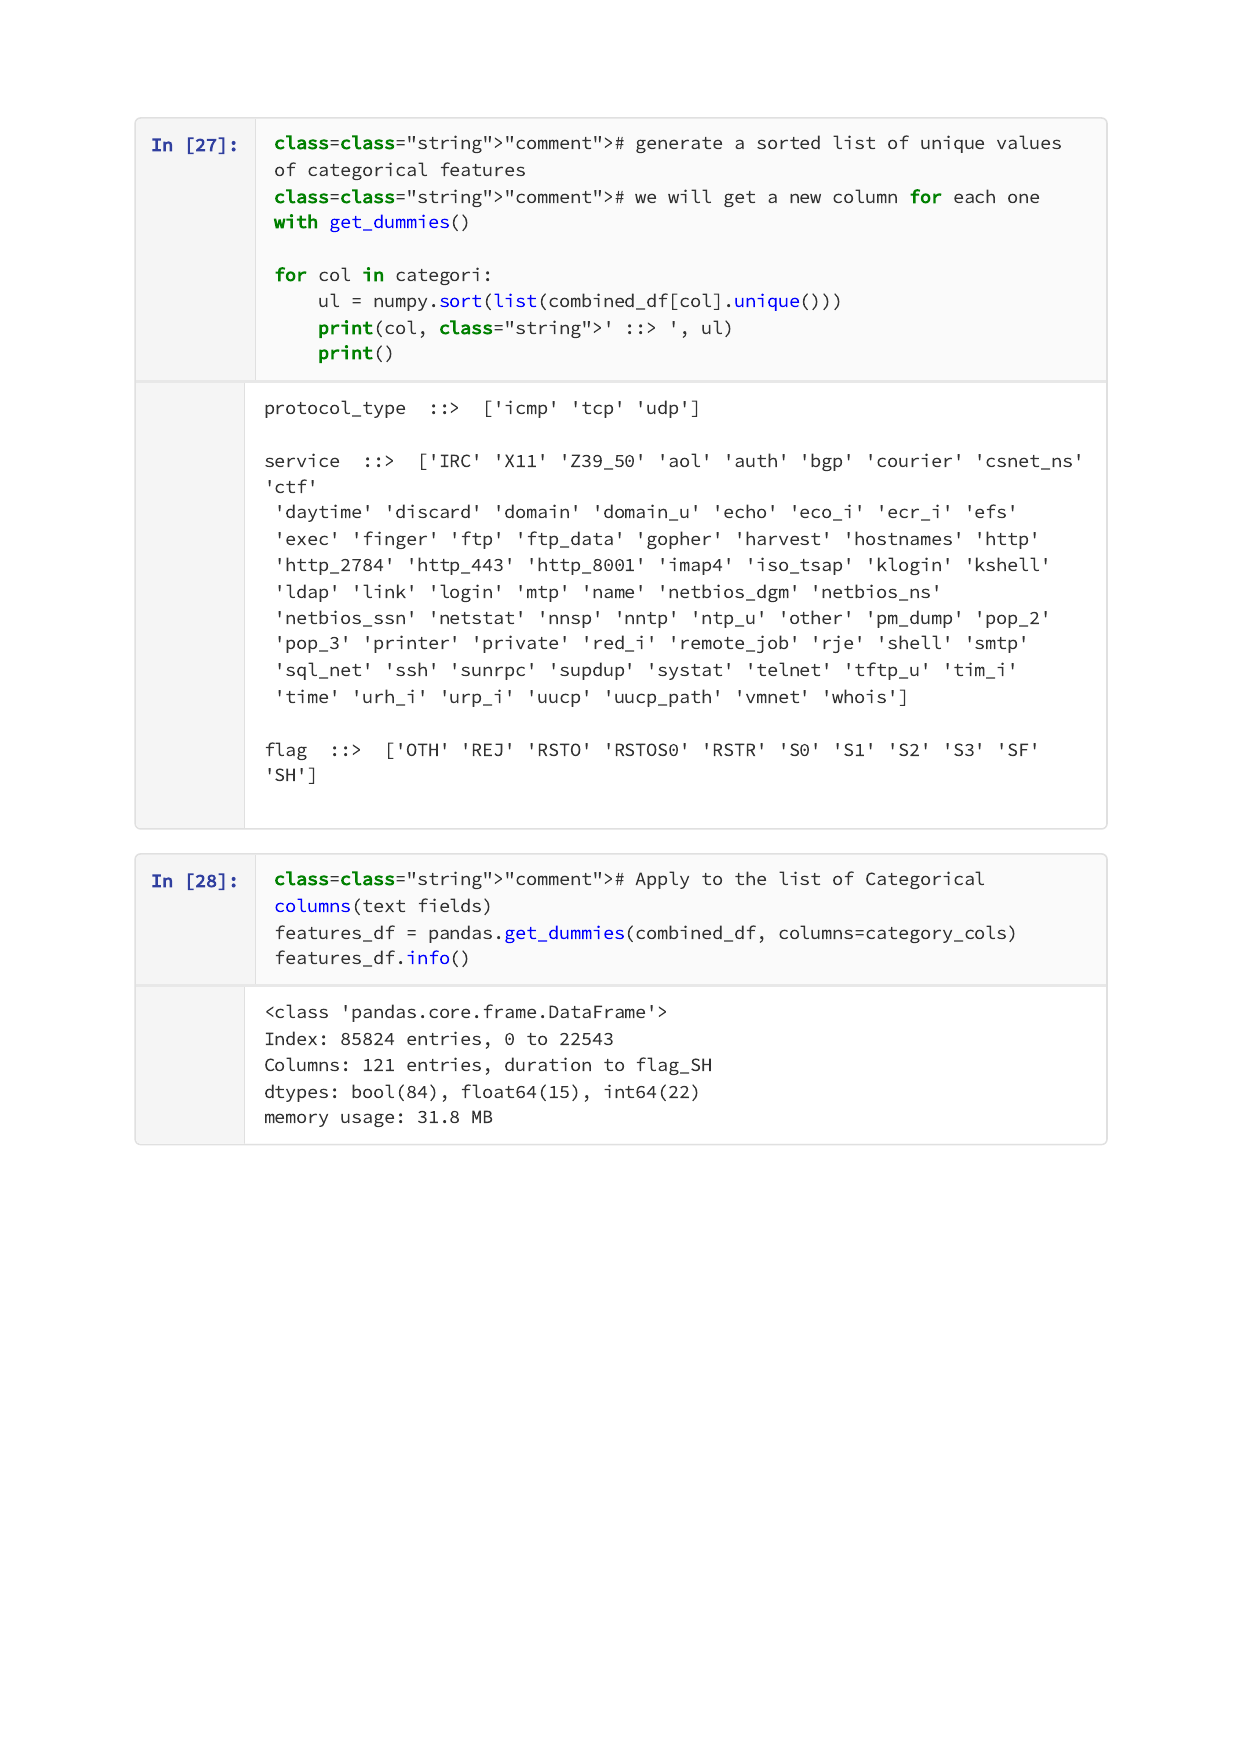 In [27]:
class=class="string">"comment"># generate a sorted list of unique values
of categorical features
class=class="string">"comment"># we will get a new column for each one
with get_dummies()
for col in categori:
    ul = numpy.sort(list(combined_df[col].unique()))
    print(col, class="string">' ::> ', ul)
    print()
protocol_type  ::>  ['icmp' 'tcp' 'udp']
service  ::>  ['IRC' 'X11' 'Z39_50' 'aol' 'auth' 'bgp' 'courier' 'csnet_ns'
'ctf'
 'daytime' 'discard' 'domain' 'domain_u' 'echo' 'eco_i' 'ecr_i' 'efs'
 'exec' 'finger' 'ftp' 'ftp_data' 'gopher' 'harvest' 'hostnames' 'http'
 'http_2784' 'http_443' 'http_8001' 'imap4' 'iso_tsap' 'klogin' 'kshell'
 'ldap' 'link' 'login' 'mtp' 'name' 'netbios_dgm' 'netbios_ns'
 'netbios_ssn' 'netstat' 'nnsp' 'nntp' 'ntp_u' 'other' 'pm_dump' 'pop_2'
 'pop_3' 'printer' 'private' 'red_i' 'remote_job' 'rje' 'shell' 'smtp'
 'sql_net' 'ssh' 'sunrpc' 'supdup' 'systat' 'telnet' 'tftp_u' 'tim_i'
 'time' 'urh_i' 'urp_i' 'uucp' 'uucp_path' 'vmnet' 'whois']
flag  ::>  ['OTH' 'REJ' 'RSTO' 'RSTOS0' 'RSTR' 'S0' 'S1' 'S2' 'S3' 'SF'
'SH']
In [28]:
class=class="string">"comment"># Apply to the list of Categorical
columns(text fields)
features_df = pandas.get_dummies(combined_df, columns=category_cols)
features_df.info()
<class 'pandas.core.frame.DataFrame'>
Index: 85824 entries, 0 to 22543
Columns: 121 entries, duration to flag_SH
dtypes: bool(84), float64(15), int64(22)
memory usage: 31.8 MB